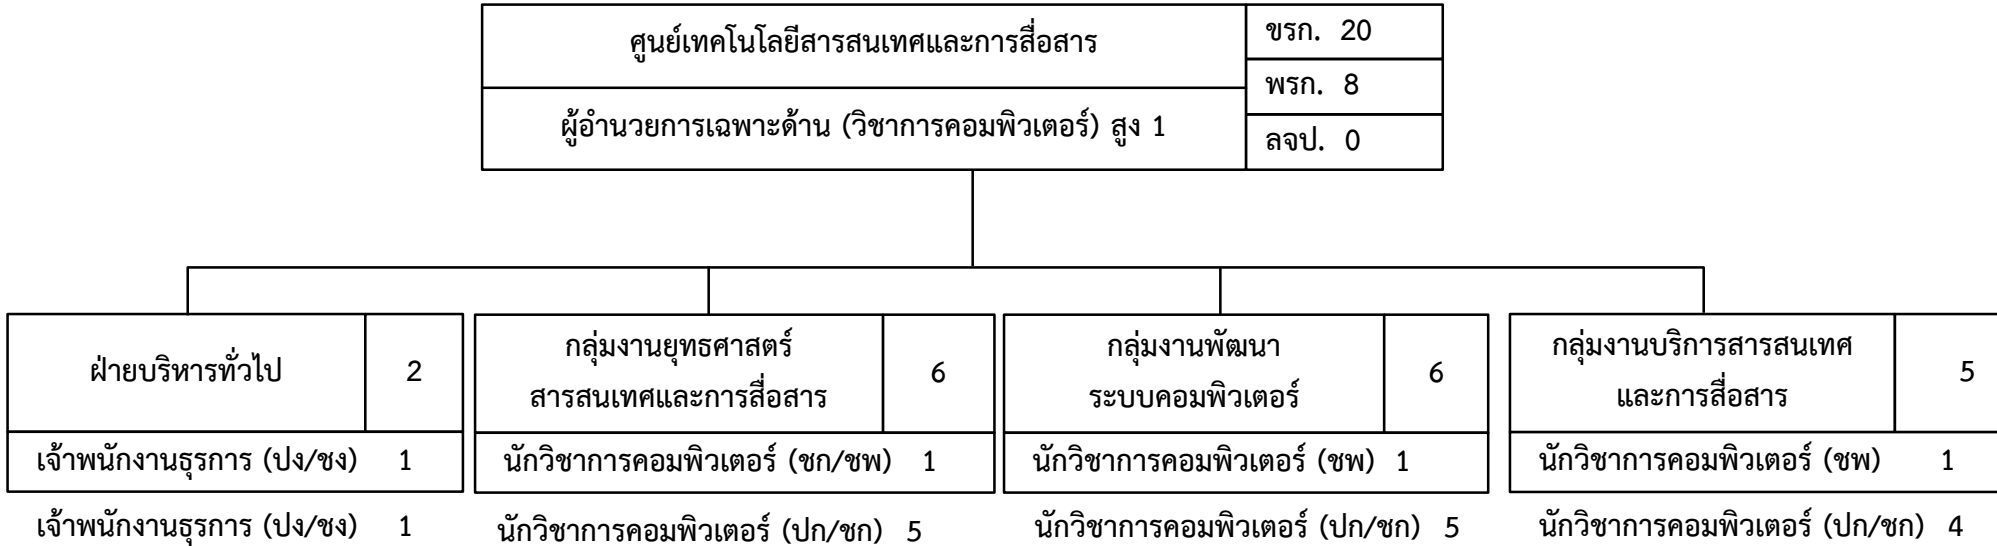 ศูนย์เทคโนโลยีสารสนเทศและการสื่อสาร
ผู้อำนวยการเฉพาะด้าน (วิชาการคอมพิวเตอร์) สูง 1
ขรก. 20
พรก. 8
ลจป. 0
ฝ่ายบริหารทั่วไป 2
เจ้าพนักงานธุรการ (ปง/ชง) 1
เจ้าพนักงานธุรการ (ปง/ชง) 1
กลุ่มงานยุทธศาสตร์
สารสนเทศและการสื่อสาร
6
นักวิชาการคอมพิวเตอร์ (ชก/ชพ) 1
นักวิชาการคอมพิวเตอร์ (ปก/ชก) 5
กลุ่มงานพัฒนา
ระบบคอมพิวเตอร์
6
นักวิชาการคอมพิวเตอร์ (ชพ) 1
นักวิชาการคอมพิวเตอร์ (ปก/ชก) 5
กลุ่มงานบริการสารสนเทศ
และการสื่อสาร
5
นักวิชาการคอมพิวเตอร์ (ชพ) 1
นักวิชาการคอมพิวเตอร์ (ปก/ชก) 4